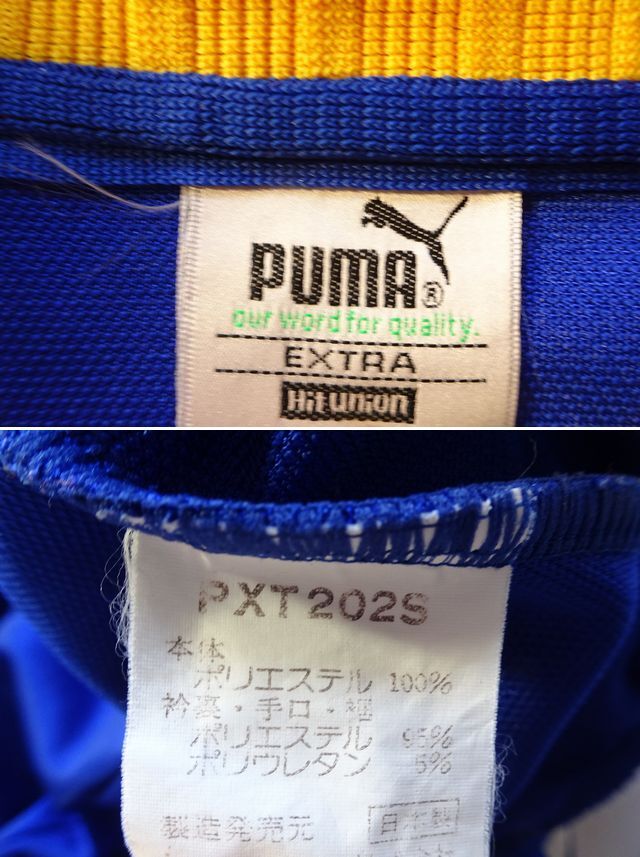 PUMA®
our word for quality.
EXTRA
Hit union
PXT202S
本体
ポリエステル 100%
衿裏・手口・裾
ポリエステル 95%
ポリウレタン 5%
製造発売元 日本製